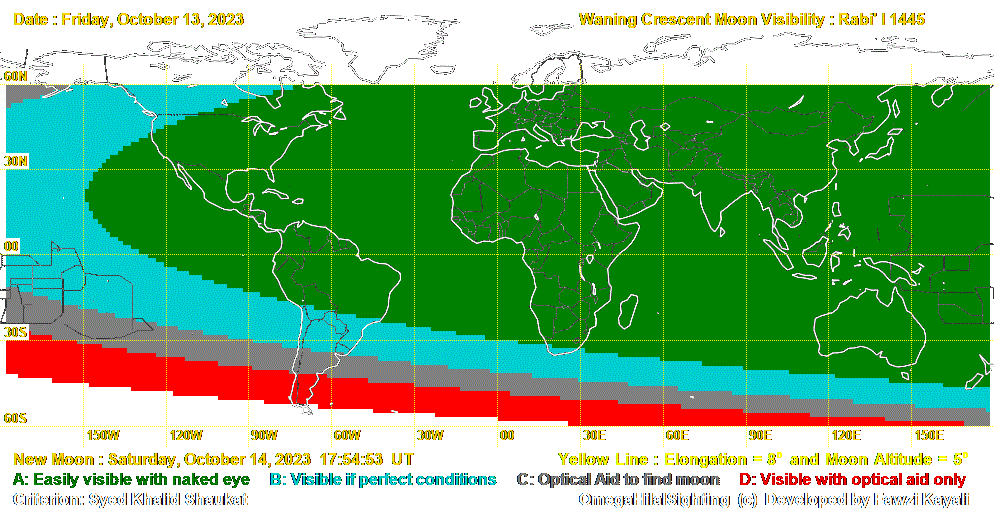 Date : Friday, October 13, 2023 Waning Crescent Moon Visibility : Rabi' I 1445
60N
30N
00
30S
60S
150W 120W 90W 60W 30W 00 30E 60E 90E 120E 150E
New Moon : Saturday, October 14, 2023 17:54:53 UT Yellow Line : Elongation = 8° and Moon Altitude = 5°
A: Easily visible with naked eye B: Visible if perfect conditions C: Optical Aid to find moon D: Visible with optical aid only
Criterion: Syed Khalid Shaukat OmegaHilalSighting (c) Developed by Fawzi Kayali